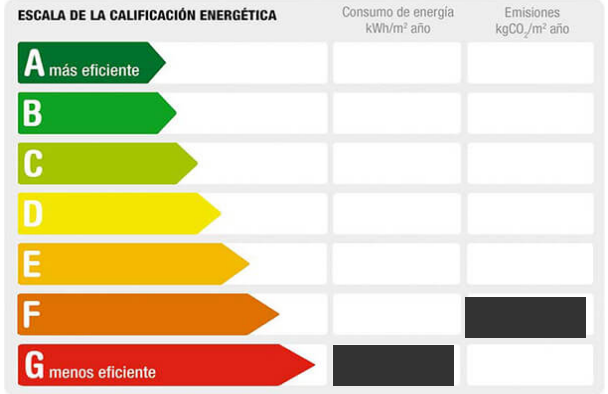 ESCALA DE LA CALIFICACIÓN ENERGÉTICA
Consumo de energía
kWh/m² año
Emisiones
kgCO₂/m² año
A más eficiente
B
C
D
E
F
G menos eficiente